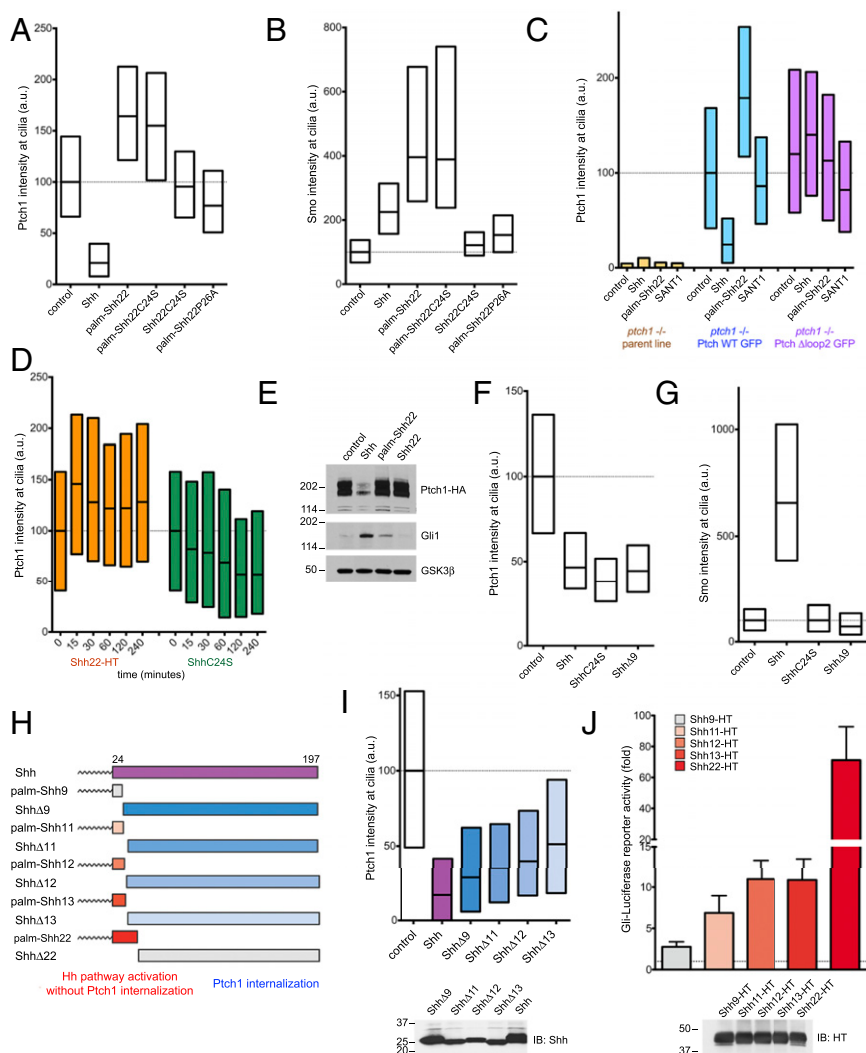 A
Ptch1 intensity at cilia (a.u.)
250
200
150
100
50
0
control
Shh
palm-Shh22
palm-Shh22C24S
Shh22C24S
palm-Shh22P26A
B
Smo intensity at cilia (a.u.)
800
600
400
200
0
control
Shh
palm-Shh22
palm-Shh22C24S
Shh22C24S
palm-Shh22P26A
C
Ptch1 intensity at cilia (a.u.)
200
100
0
control
Shh
palm-Shh22
SANT1
control
Shh
palm-Shh22
SANT1
control
Shh
palm-Shh22
SANT1
ptch1 -/-
parent line
ptch1 -/-
Ptch WT GFP
ptch1 -/-
Ptch Δloop2 GFP
D
Ptch1 intensity at cilia (a.u.)
250
200
150
100
50
0
0 15 30 60 120 240
0 15 30 60 120 240
Shh22-HT
ShhC24S
time (minutes)
E
control
Shh
palm-Shh22
Shh22
202
114
Ptch1-HA
202
114
Gli1
50
GSK3β
F
Ptch1 intensity at cilia (a.u.)
150
100
50
0
control
Shh
ShhC24S
ShhΔ9
G
Smo intensity at cilia (a.u.)
1000
500
0
control
Shh
ShhC24S
ShhΔ9
H
24 197
Shh
palm-Shh9
ShhΔ9
palm-Shh11
ShhΔ11
palm-Shh12
ShhΔ12
palm-Shh13
ShhΔ13
palm-Shh22
ShhΔ22
Hh pathway activation
without Ptch1 internalization
Ptch1 internalization
I
Ptch1 intensity at cilia (a.u.)
150
100
50
0
control
Shh
ShhΔ9
ShhΔ11
ShhΔ12
ShhΔ13
ShhΔ9
ShhΔ11
ShhΔ12
ShhΔ13
Shh
37
25
20
IB: Shh
J
Gli-Luciferase reporter activity (fold)
100
80
60
40
20
15
10
5
0
Shh9-HT
Shh11-HT
Shh12-HT
Shh13-HT
Shh22-HT
Shh9-HT
Shh11-HT
Shh12-HT
Shh13-HT
Shh22-HT
50
37
IB: HT